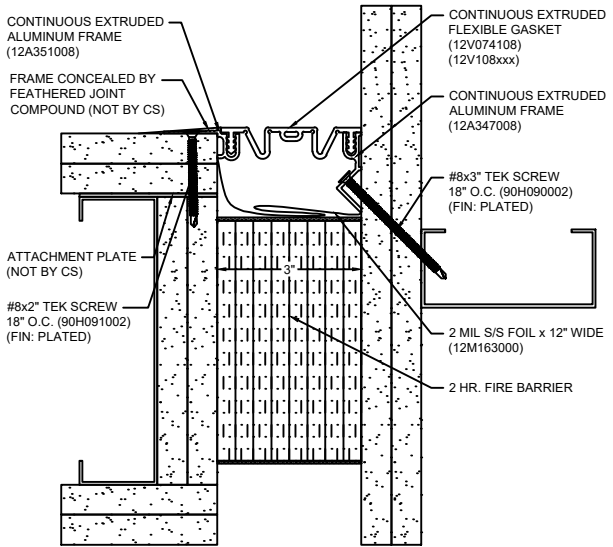 CONTINUOUS EXTRUDED
ALUMINUM FRAME
(12A351008)
FRAME CONCEALED BY
FEATHERED JOINT
COMPOUND (NOT BY CS)
ATTACHMENT PLATE
(NOT BY CS)
#8x2" TEK SCREW
18" O.C. (90H091002)
(FIN: PLATED)
3"
CONTINUOUS EXTRUDED
FLEXIBLE GASKET
(12V074108)
(12V108xxx)
CONTINUOUS EXTRUDED
ALUMINUM FRAME
(12A347008)
#8x3" TEK SCREW
18" O.C. (90H090002)
(FIN: PLATED)
2 MIL S/S FOIL x 12" WIDE
(12M163000)
2 HR. FIRE BARRIER